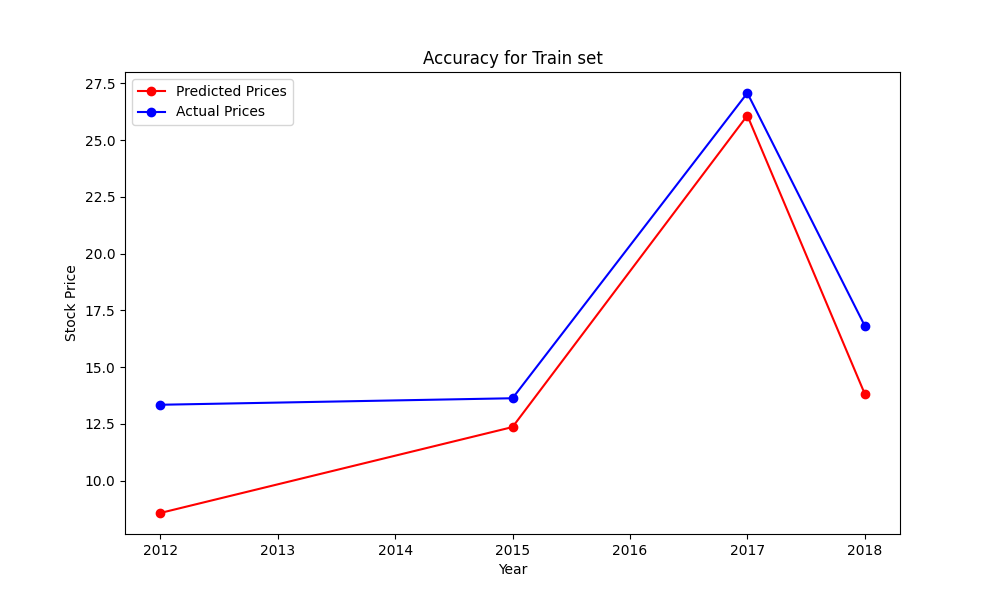 Accuracy for Train set
Predicted Prices
Actual Prices
27.5
25.0
22.5
20.0
17.5
15.0
12.5
10.0
Stock Price
2012 2013 2014 2015 2016 2017 2018
Year